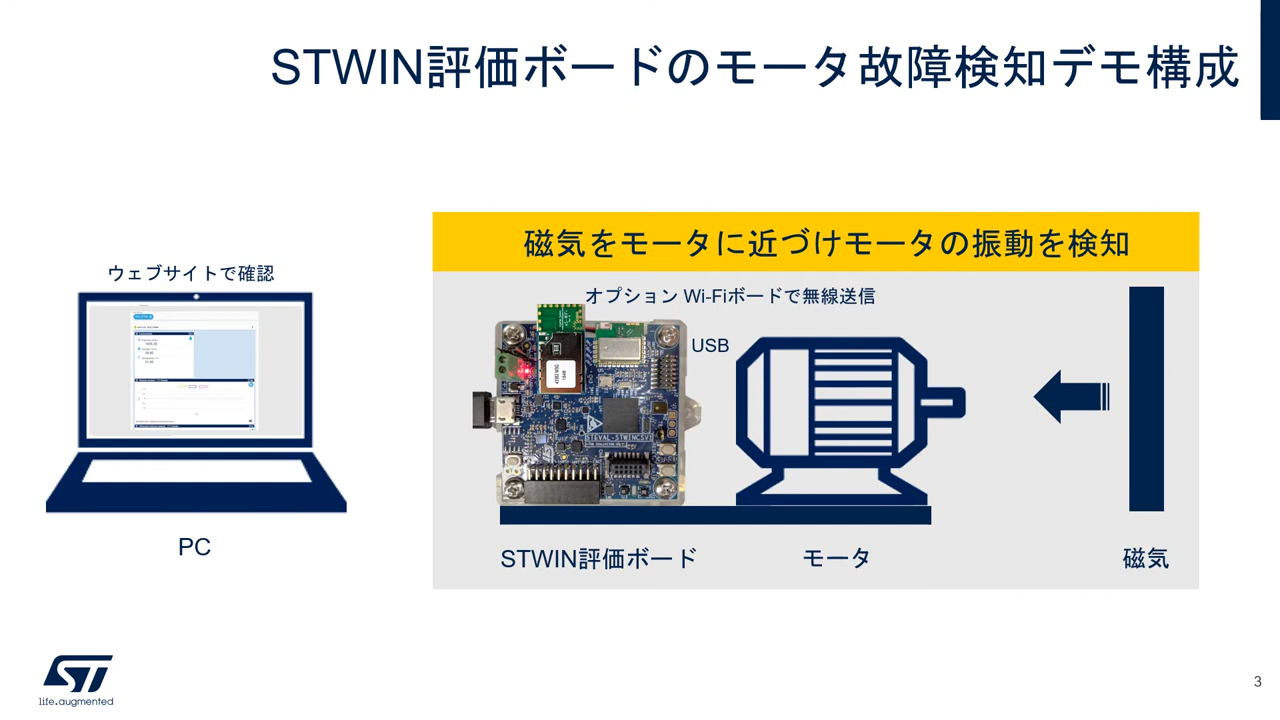 STWIN評価ボードのモータ故障検知デモ構成
磁気をモータに近づけモータの振動を検知
ウェブサイトで確認
オプション Wi-Fiボードで無線送信
USB
STEVAL-STWINCSV1
PC
STWIN評価ボード
モータ
磁気
life.augmented
3